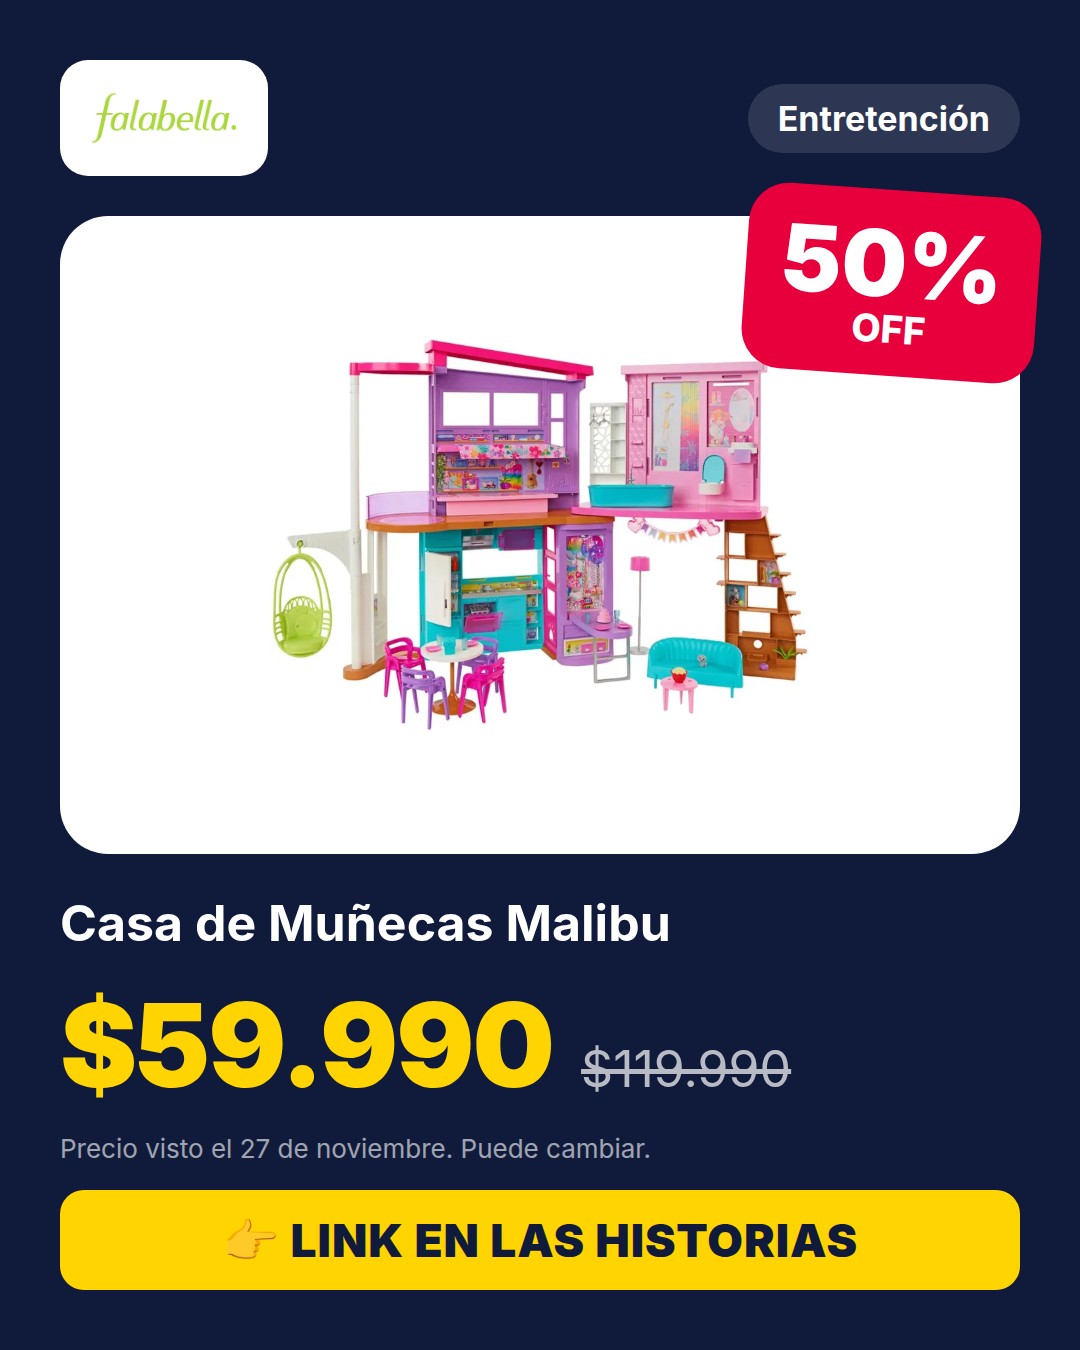 falabella.
Entretención
50%
OFF
Casa de Muñecas Malibu
$59.990 $119.990
Precio visto el 27 de noviembre. Puede cambiar.
👉 LINK EN LAS HISTORIAS